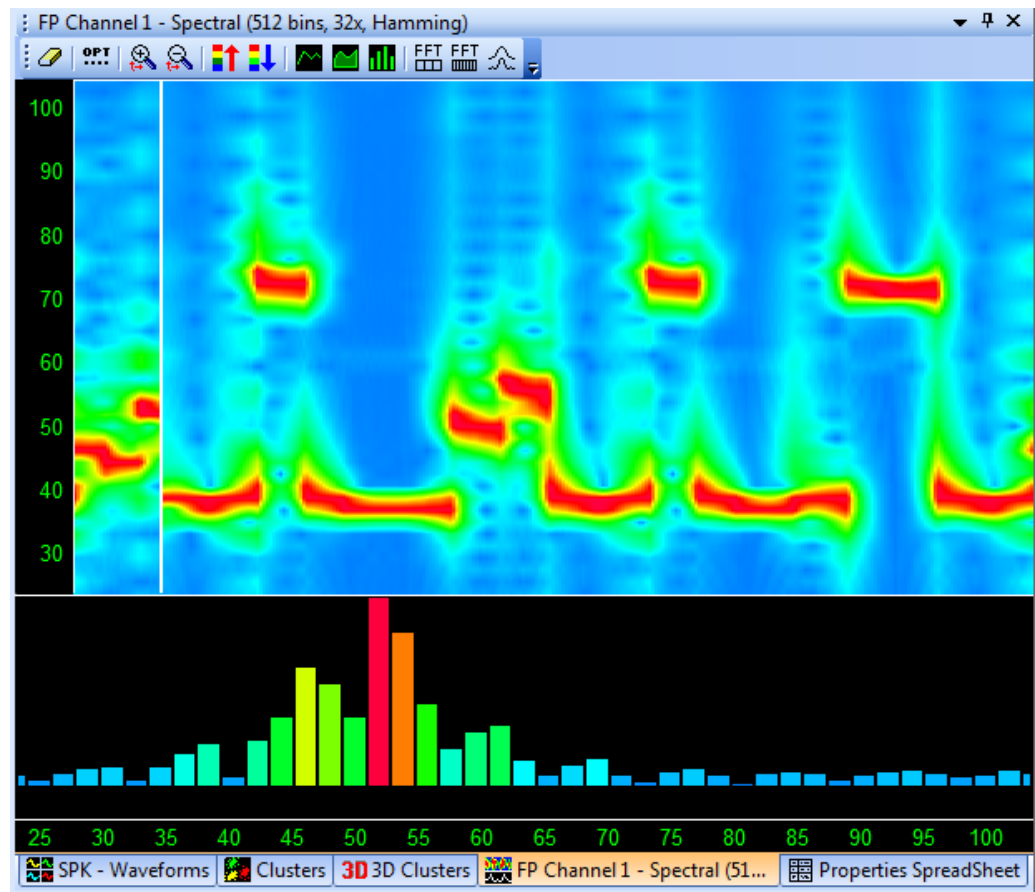 FP Channel 1 - Spectral (512 bins, 32x, Hamming)
OPT FFT FFT
100
90
80
70
60
50
40
30
25 30 35 40 45 50 55 60 65 70 75 80 85 90 95 100
SPK - Waveforms Clusters 3D 3D Clusters FP Channel 1 - Spectral (51... Properties SpreadSheet